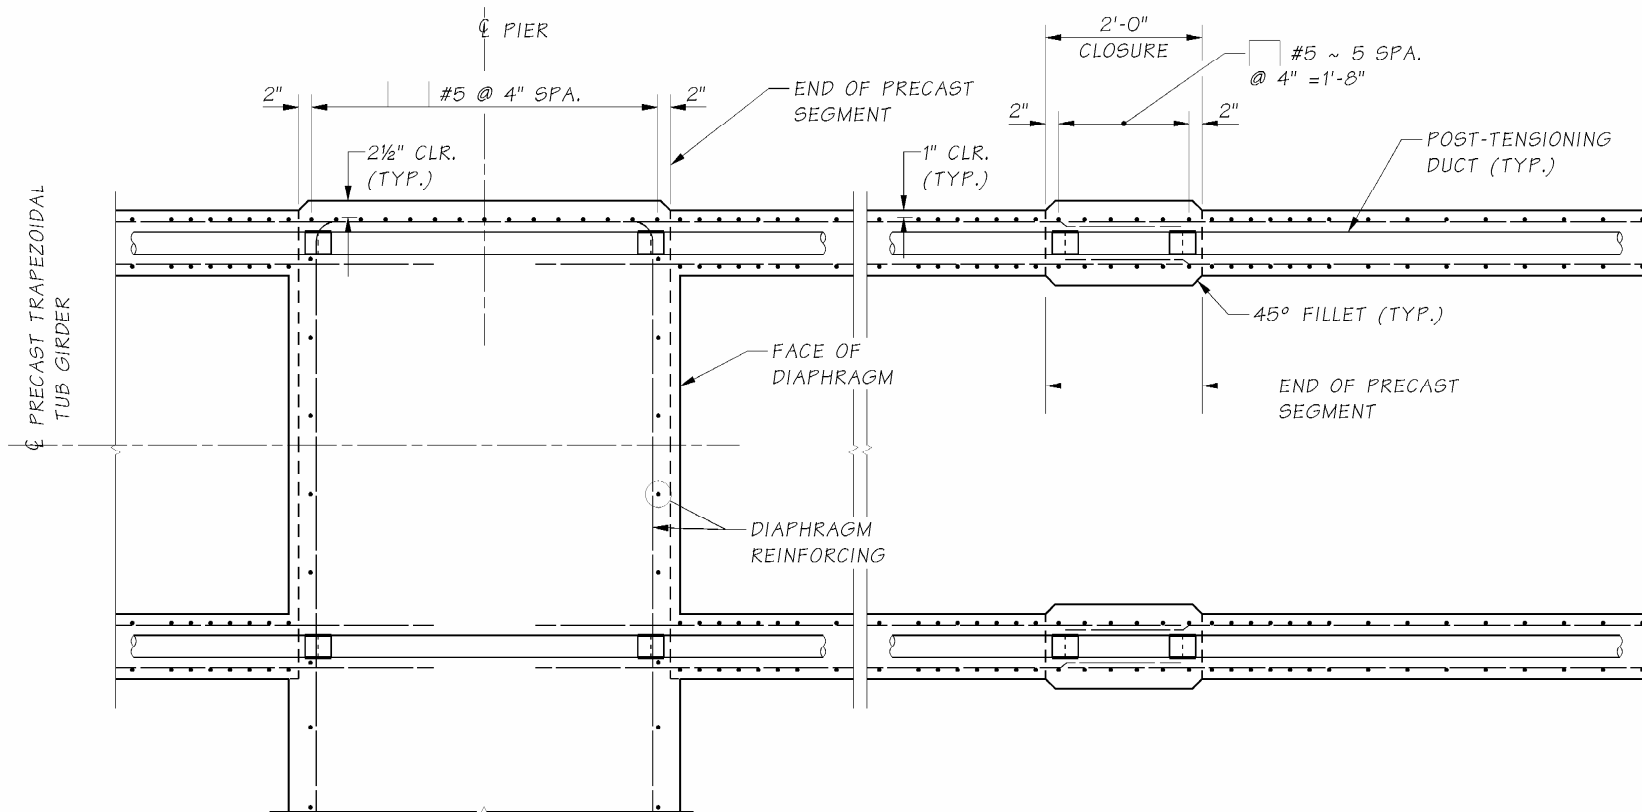 ℄ PIER
2'-0"
CLOSURE
#5 ~ 5 SPA.
@ 4" =1'-8"
2"
#5 @ 4" SPA.
2"
END OF PRECAST
SEGMENT
2"
2"
2½" CLR.
(TYP.)
1" CLR.
(TYP.)
POST-TENSIONING
DUCT (TYP.)
℄ PRECAST TRAPEZOIDAL
TUB GIRDER
45° FILLET (TYP.)
FACE OF
DIAPHRAGM
END OF PRECAST
SEGMENT
DIAPHRAGM
REINFORCING